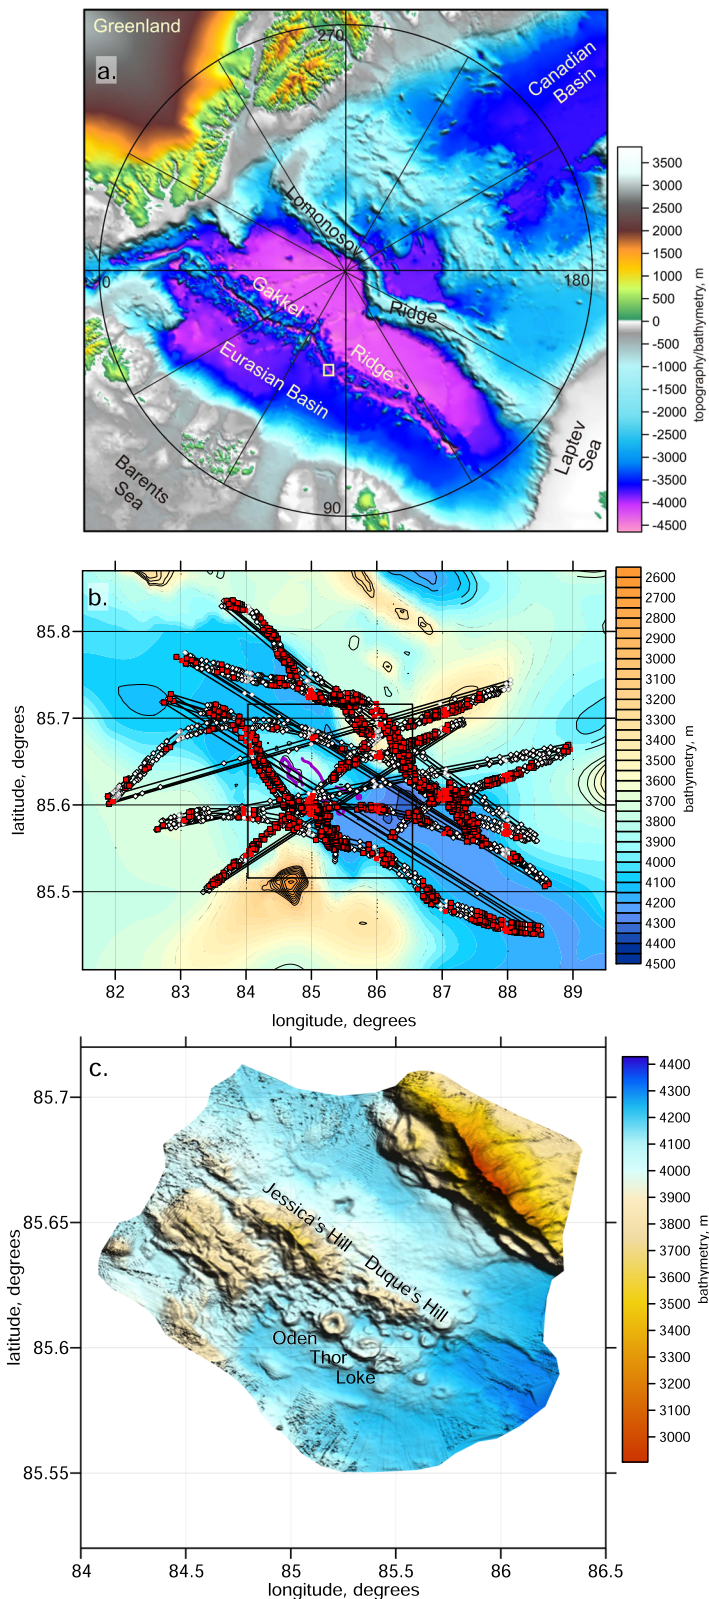 Greenland
a.
270
Canadian
Basin
Lomonosov
0
180
Gakkel
Ridge
Ridge
Eurasian Basin
Laptev
Sea
Barents
Sea
90
3500
3000
2500
2000
1500
1000
500
0
-500
-1000
-1500
-2000
-2500
-3000
-3500
-4000
-4500
topography/bathymetry, m
b.
85.8
85.7
85.6
85.5
latitude, degrees
82
83
84
85
86
87
88
89
longitude, degrees
2600
2700
2800
2900
3000
3100
3200
3300
3400
3500
3600
3700
3800
3900
4000
4100
4200
4300
4400
4500
bathymetry, m
c.
85.7
85.65
85.6
85.55
latitude, degrees
Jessica's Hill
Duque's Hill
Oden
Thor
Loke
84
84.5
85
85.5
86
86.5
longitude, degrees
4400
4300
4200
4100
4000
3900
3800
3700
3600
3500
3400
3300
3200
3100
3000
bathymetry, m